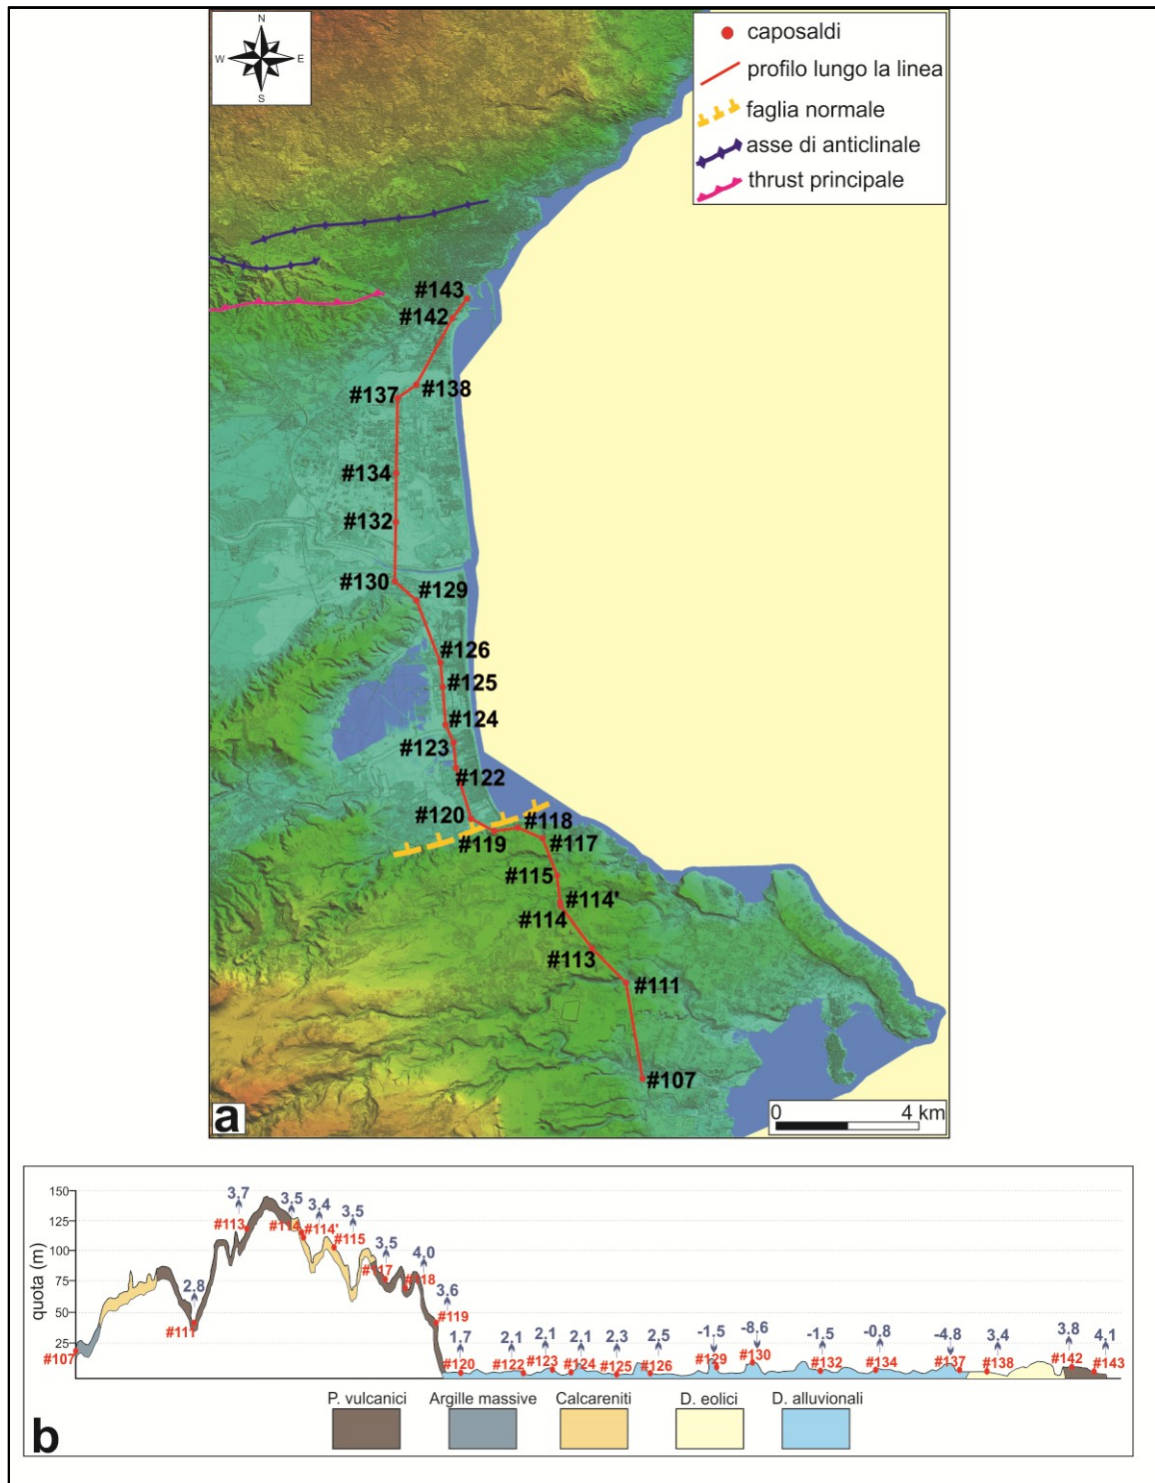 N
W E
S
caposaldi
profilo lungo la linea
faglia normale
asse di anticlinale
thrust principale
#143
#142
#138
#137
#134
#132
#130
#129
#126
#125
#124
#123
#122
#120
#118
#119
#117
#115
#114'
#114
#113
#111
#107
a
0 4 km
quota (m)
150
125
100
75
50
25
3.7 3.5 3.4 3.5 3.5 4.0 3.6 2.8
#113 #114 #114' #115 #117 #118 #119 #111 #107
1.7 2.1 2.1 2.1 2.3 2.5 -1.5 -8.6 -1.5 -0.8 -4.8 3.4 3.8 4.1
#120 #122 #123 #124 #125 #126 #129 #130 #132 #134 #137 #138 #142 #143
P. vulcanici Argille massive Calcareniti D. eolici D. alluvionali
b